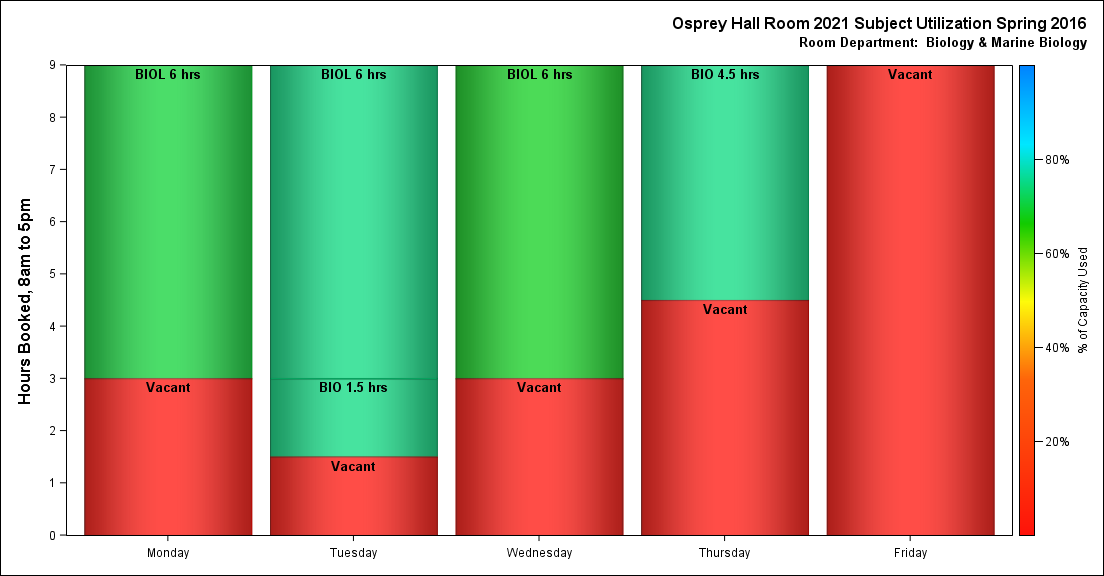 Osprey Hall Room 2021 Subject Utilization Spring 2016
Room Department: Biology & Marine Biology
Hours Booked, 8am to 5pm
9
8
7
6
5
4
3
2
1
0
BIOL 6 hrs
Vacant
BIOL 6 hrs
BIO 1.5 hrs
Vacant
BIOL 6 hrs
Vacant
BIO 4.5 hrs
Vacant
Vacant
Monday
Tuesday
Wednesday
Thursday
Friday
80%
60%
40%
20%
% of Capacity Used